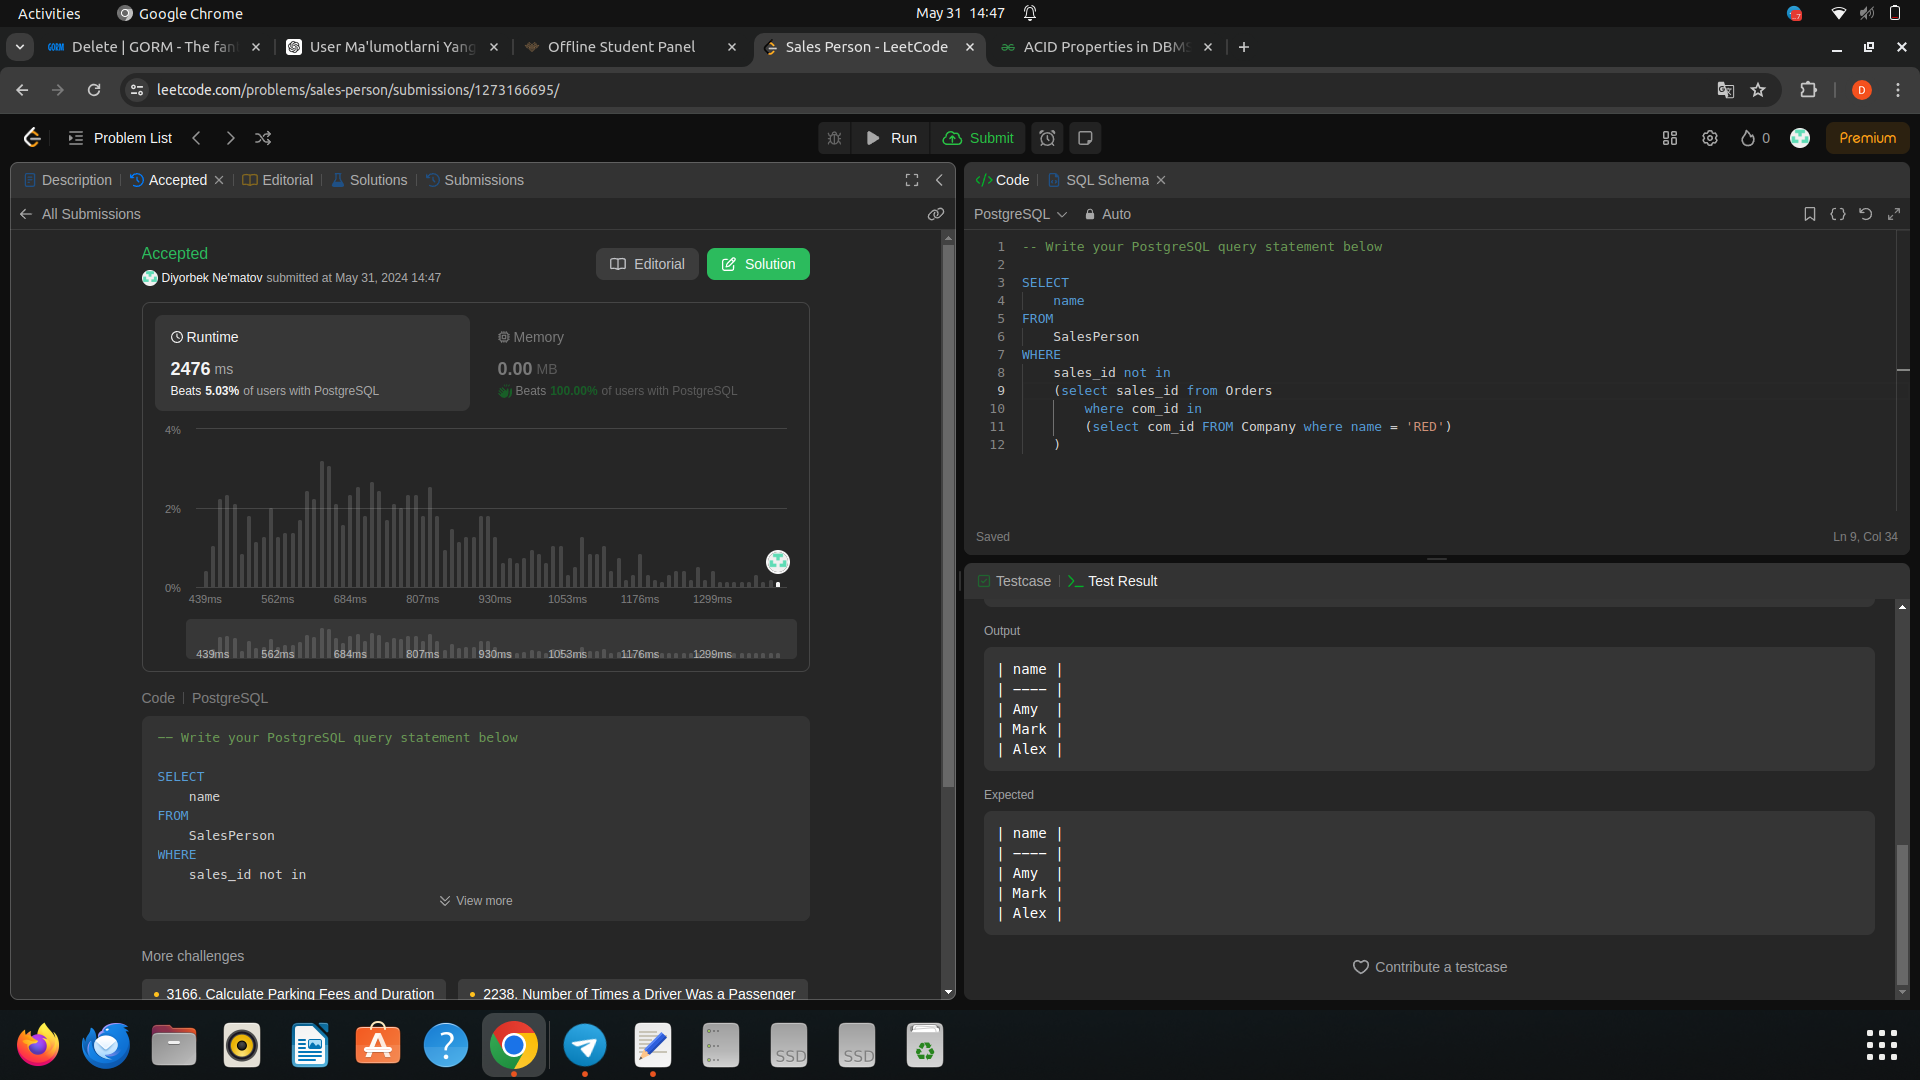 Activities
Google Chrome
May 31 14:47
Delete | GORM - The fan
User Ma'lumotlarni Yang
Offline Student Panel
Sales Person - LeetCode
ACID Properties in DBMS
leetcode.com/problems/sales-person/submissions/1273166695/
D
Problem List
Run
Submit
0
Premium
Description
Accepted
Editorial
Solutions
Submissions
All Submissions
Accepted
Diyorbek Ne'matov submitted at May 31, 2024 14:47
Editorial
Solution
Runtime
2476 ms
Beats 5.03% of users with PostgreSQL
Memory
0.00 MB
Beats 100.00% of users with PostgreSQL
4%
2%
0%
439ms 562ms 684ms 807ms 930ms 1053ms 1176ms 1299ms
439ms 562ms 684ms 807ms 930ms 1053ms 1176ms 1299ms
Code | PostgreSQL
-- Write your PostgreSQL query statement below
SELECT
name
FROM
SalesPerson
WHERE
sales_id not in
View more
More challenges
3166. Calculate Parking Fees and Duration
2238. Number of Times a Driver Was a Passenger
</> Code
SQL Schema
PostgreSQL
Auto
1 -- Write your PostgreSQL query statement below
2
3 SELECT
4 name
5 FROM
6 SalesPerson
7 WHERE
8 sales_id not in
9 (select sales_id from Orders
10 where com_id in
11 (select com_id FROM Company where name = 'RED')
12 )
Saved
Ln 9, Col 34
Testcase
Test Result
Output
| name |
| ---- |
| Amy |
| Mark |
| Alex |
Expected
| name |
| ---- |
| Amy |
| Mark |
| Alex |
Contribute a testcase
SSD
SSD